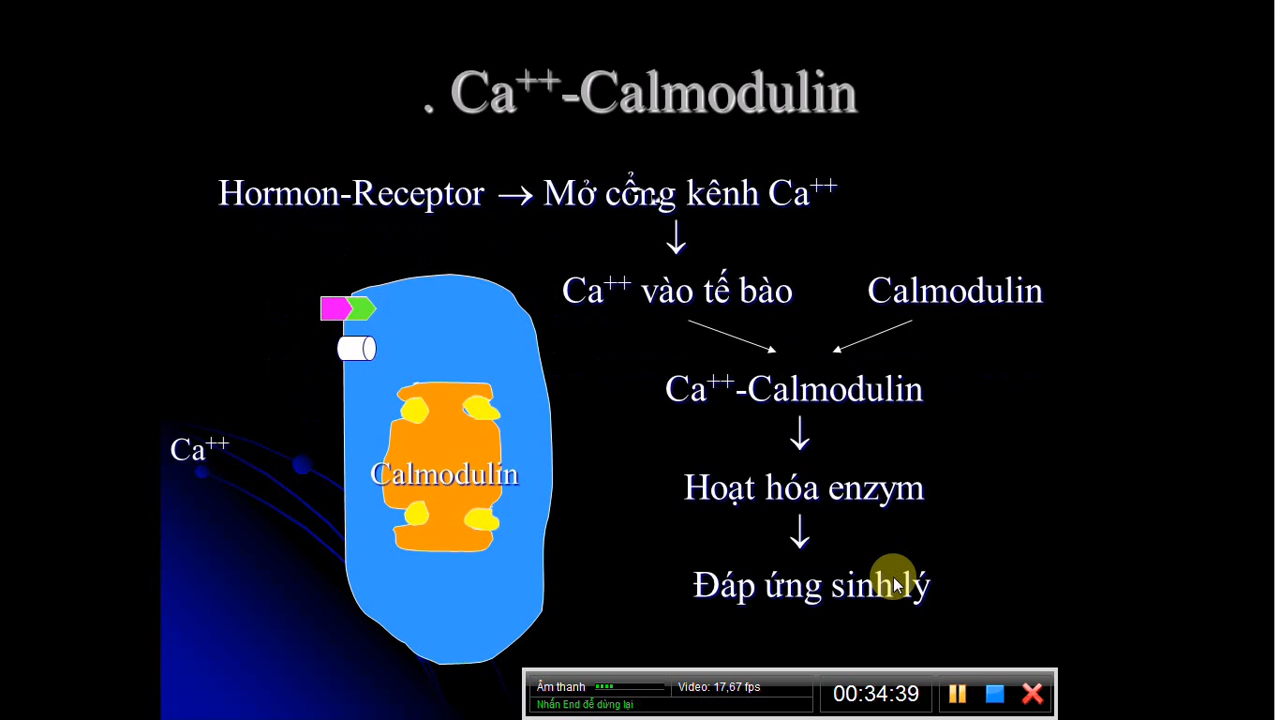 . Ca⁺⁺-Calmodulin
Hormon-Receptor → Mở cổng kênh Ca⁺⁺
↓
Ca⁺⁺ vào tế bào Calmodulin
Ca⁺⁺-Calmodulin
↓
Hoạt hóa enzym
↓
Đáp ứng sinh lý
Ca⁺⁺
Calmodulin
Âm thanh Video: 17,67 fps
Nhấn End để dừng lại
00:34:39